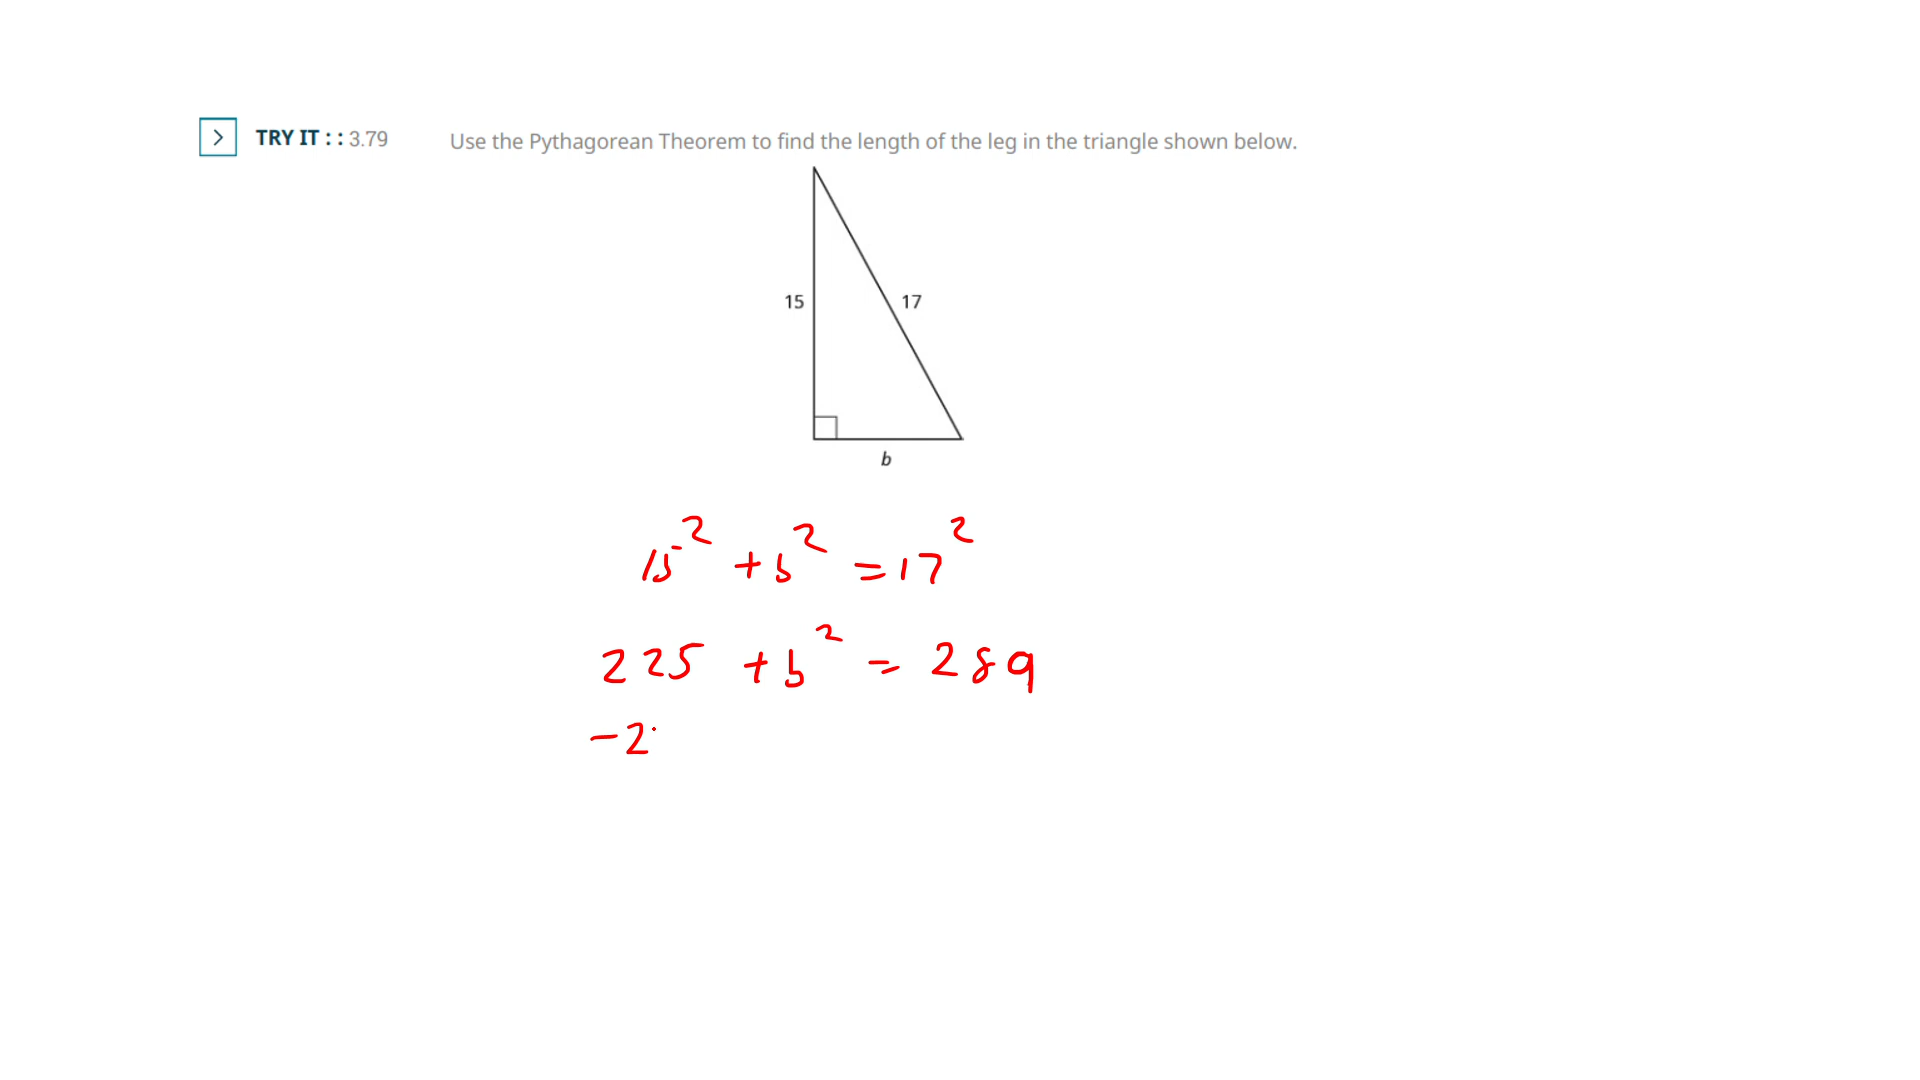 > TRY IT : : 3.79 Use the Pythagorean Theorem to find the length of the leg in the triangle shown below.
15 17
b
15² + b² = 17²
225 + b² = 289
-2